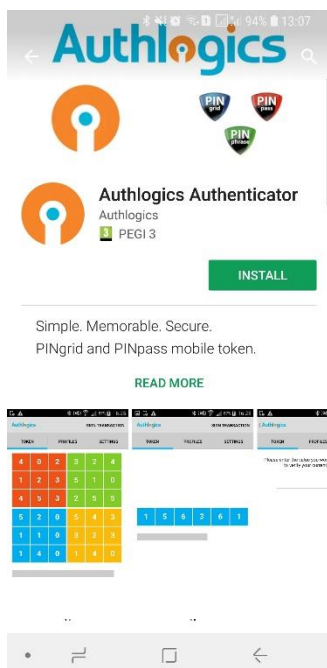 94% 13:07
Authlogics
PIN grid
PIN pass
PIN phrase
Authlogics Authenticator
Authlogics
3 PEGI 3
INSTALL
Simple. Memorable. Secure.
PINgrid and PINpass mobile token.
READ MORE
Authlogics
TOKEN PROFILES SETTINGS
4 0 2 3 2 4
1 2 3 5 1 0
4 5 3 2 5 5
5 2 0 5 4 3
1 1 0 3 2 3
1 4 0 1 4 0
Authlogics
TOKEN PROFILES SETTINGS
1 5 6 3 6 1
Authlogics
TOKEN PROFILES